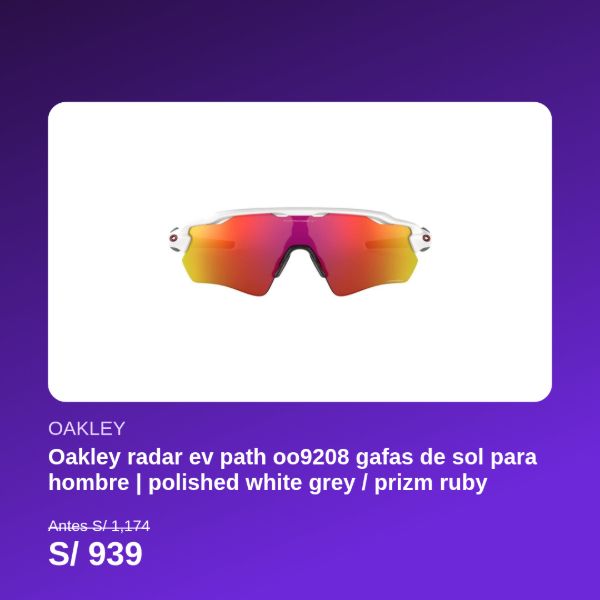 OAKLEY
Oakley radar ev path oo9208 gafas de sol para
hombre | polished white grey / prizm ruby
Antes S/ 1,174
S/ 939